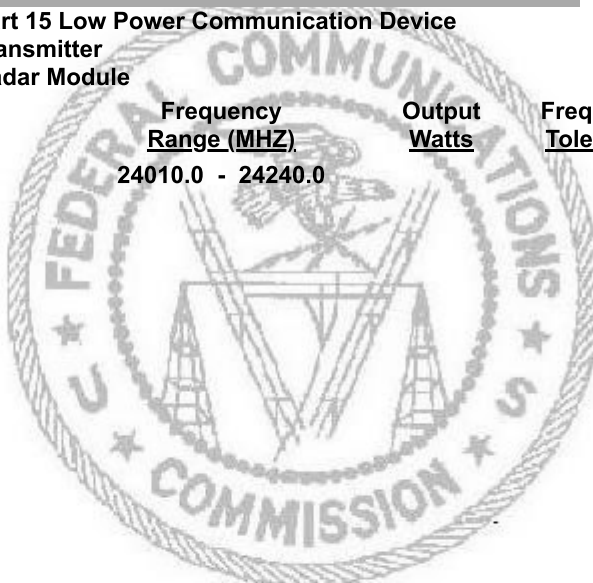 rt 15 Low Power Communication Device
ansmitter
adar Module
Frequency Output Freq
Range (MHZ) Watts Tole
24010.0 - 24240.0
FEDERAL COMMUNICATIONS
COMMISSION
U S